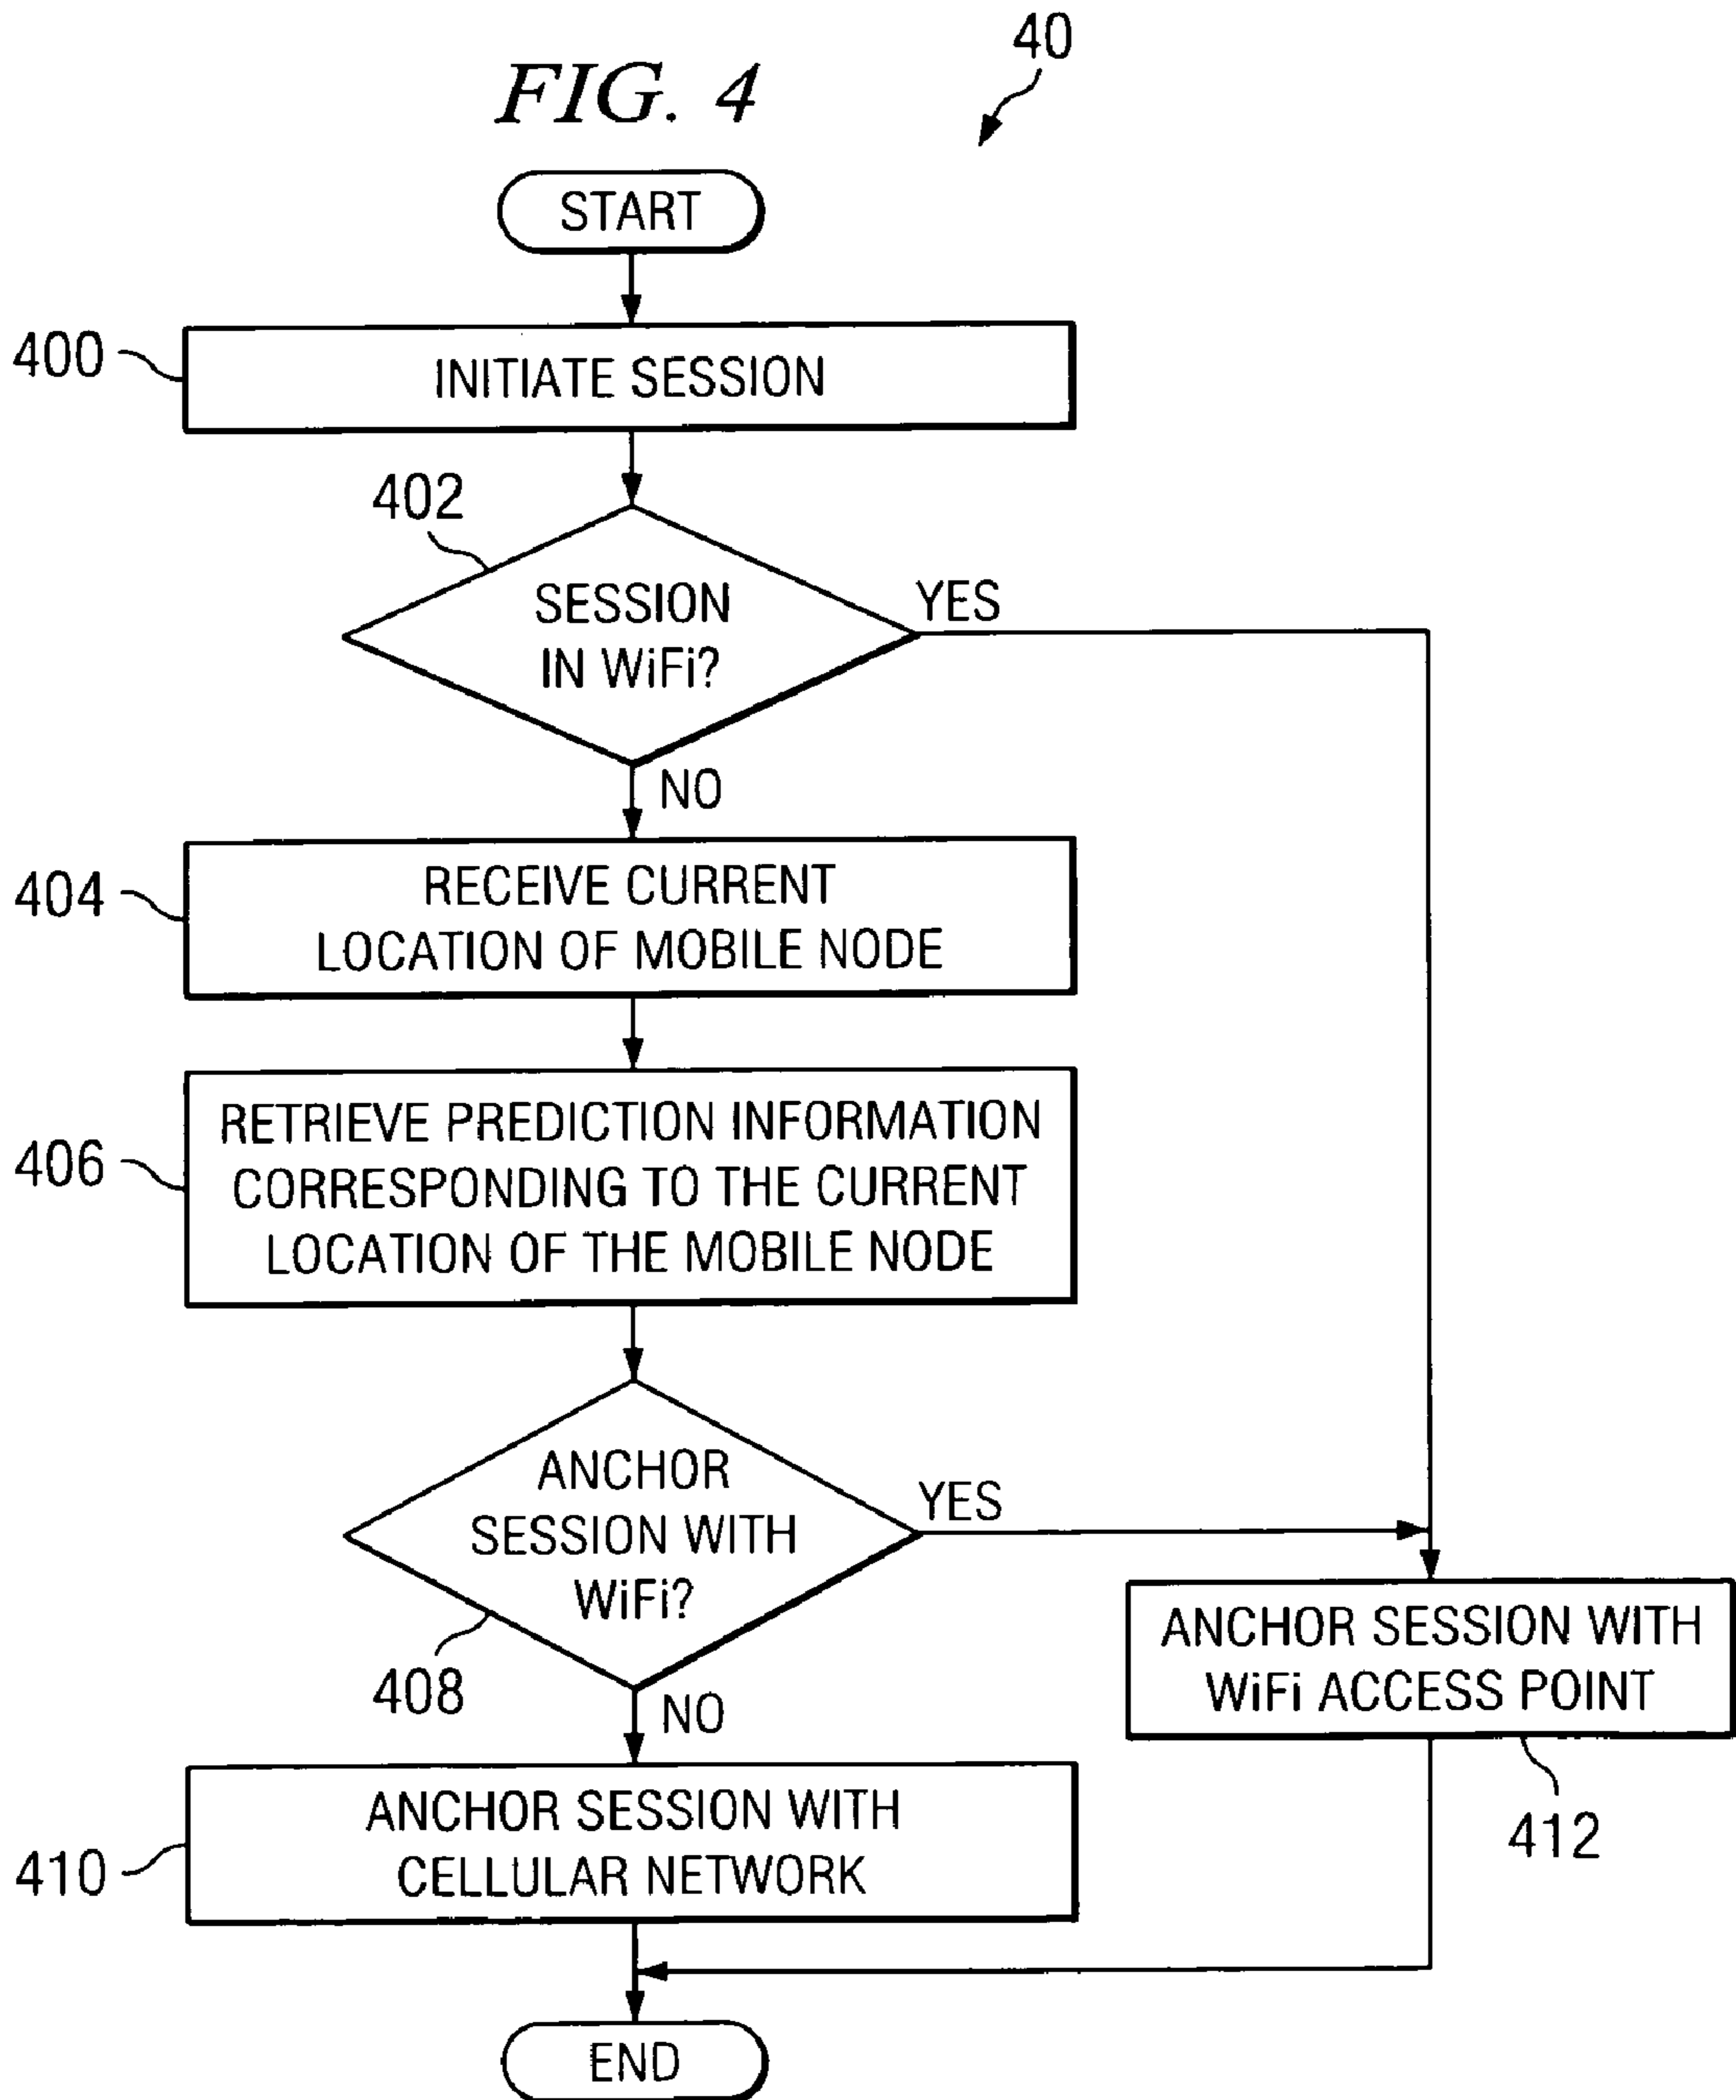 40
FIG. 4
START
400
INITIATE SESSION
402
SESSION
IN WiFi?
YES
NO
404
RECEIVE CURRENT
LOCATION OF MOBILE NODE
406
RETRIEVE PREDICTION INFORMATION
CORRESPONDING TO THE CURRENT
LOCATION OF THE MOBILE NODE
ANCHOR
SESSION WITH
WiFi?
YES
408
NO
ANCHOR SESSION WITH
WiFi ACCESS POINT
412
410
ANCHOR SESSION WITH
CELLULAR NETWORK
END